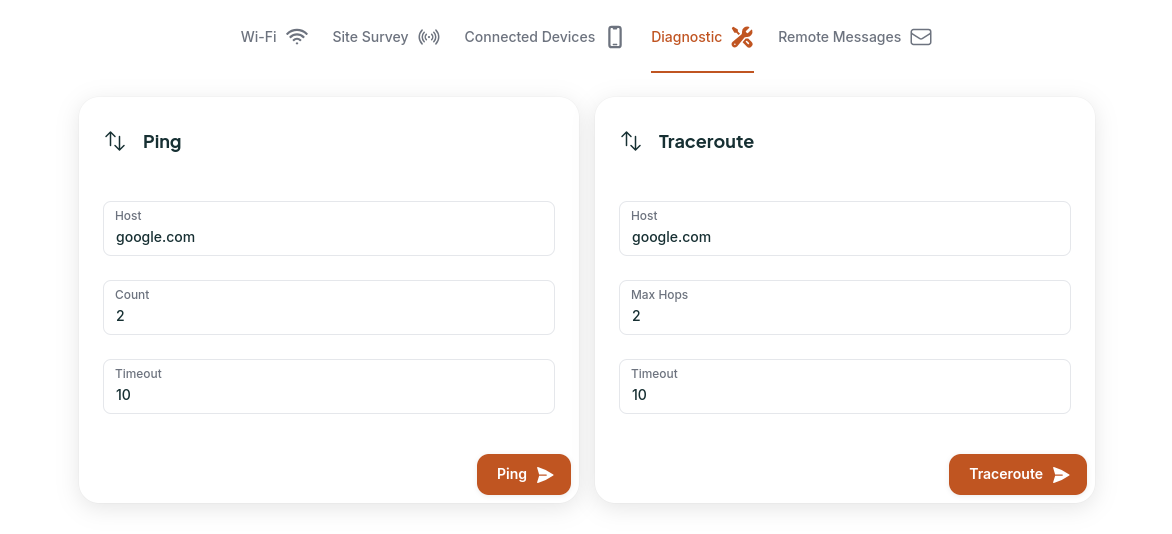 Wi-Fi Site Survey Connected Devices Diagnostic Remote Messages
Ping
Host
google.com
Count
2
Timeout
10
Ping
Traceroute
Host
google.com
Max Hops
2
Timeout
10
Traceroute